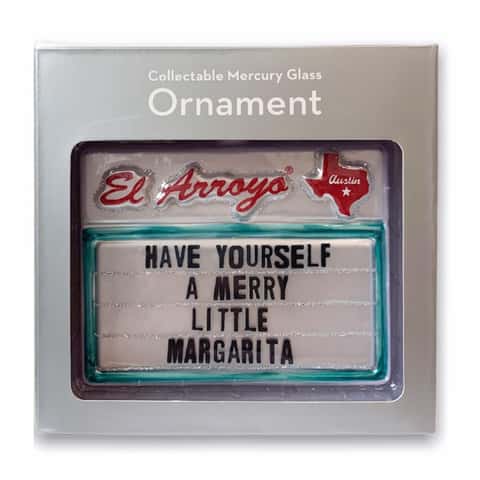 Collectable Mercury Glass
Ornament
El Arroyo®
Austin
HAVE YOURSELF
A MERRY
LITTLE
MARGARITA